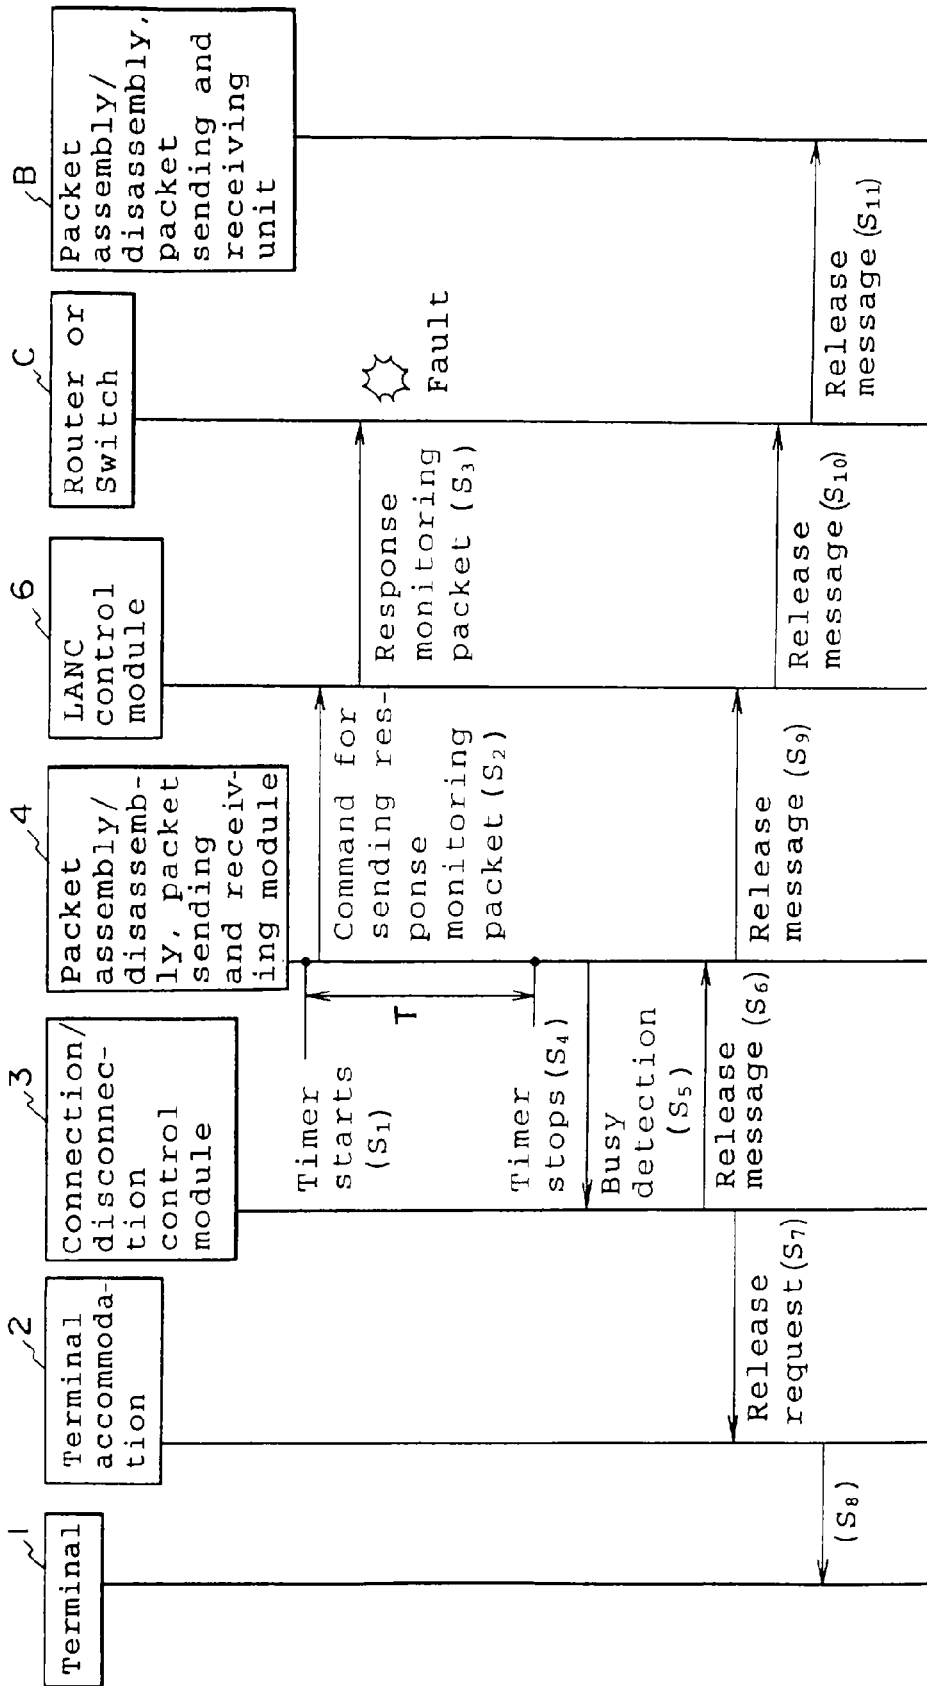 1
Terminal
2
Terminal
accommoda-
tion
3
Connection/
disconnec-
tion
control
module
4
Packet
assembly/
disassemb-
ly, packet
sending
and receiv-
ing module
6
LANC
control
module
C
Router or
Switch
B
Packet
assembly/
disassembly,
packet
sending and
receiving
unit
Timer
starts
(S1)
T
Command for
sending res-
ponse
monitoring
packet (S2)
Response
monitoring
packet (S3)
Fault
Timer
stops (S4)
Busy
detection
(S5)
Release
message (S6)
Release
request (S7)
(S8)
Release
message (S9)
Release
message (S10)
Release
message (S11)